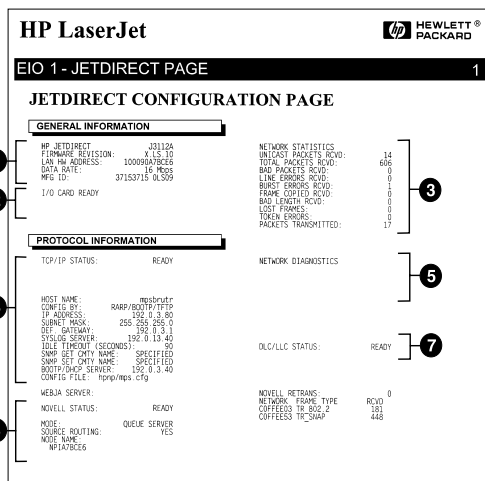 HP LaserJet
hp HEWLETT® PACKARD
EIO 1 - JETDIRECT PAGE 1
JETDIRECT CONFIGURATION PAGE
GENERAL INFORMATION
HP JETDIRECT J3112A
FIRMWARE REVISION: X.LS.10
LAN HW ADDRESS: 100090A7BCE6
DATA RATE: 16 Mbps
MFG ID: 37153715 0LS09
I/O CARD READY
NETWORK STATISTICS
UNICAST PACKETS RCVD: 14
TOTAL PACKETS RCVD: 606
BAD PACKETS RCVD: 0
LINE ERRORS RCVD: 0
BURST ERRORS RCVD: 1
FRAME COPIED RCVD: 0
BAD LENGTH RCVD: 0
LOST FRAMES: 0
TOKEN ERRORS: 0
PACKETS TRANSMITTED: 17
3
PROTOCOL INFORMATION
TCP/IP STATUS: READY
HOST NAME: mpsbrutr
CONFIG BY: RARP/BOOTP/TFTP
IP ADDRESS: 192.0.3.80
SUBNET MASK: 255.255.255.0
DEF. GATEWAY: 192.0.3.1
SYSLOG SERVER: 192.0.13.40
IDLE TIMEOUT (SECONDS): 90
SNMP GET CMTY NAME: SPECIFIED
SNMP SET CMTY NAME: SPECIFIED
BOOTP/DHCP SERVER: 192.0.3.40
CONFIG FILE: hpnp/mps.cfg
WEBJA SERVER:
NETWORK DIAGNOSTICS
5
DLC/LLC STATUS: READY
7
NOVELL STATUS: READY
MODE: QUEUE SERVER
SOURCE ROUTING: YES
NODE NAME:
NPIA7BCE6
NOVELL RETRANS: 0
NETWORK FRAME TYPE RCVD
COFFEE03 TR_802.2 181
COFFEE53 TR_SNAP 448